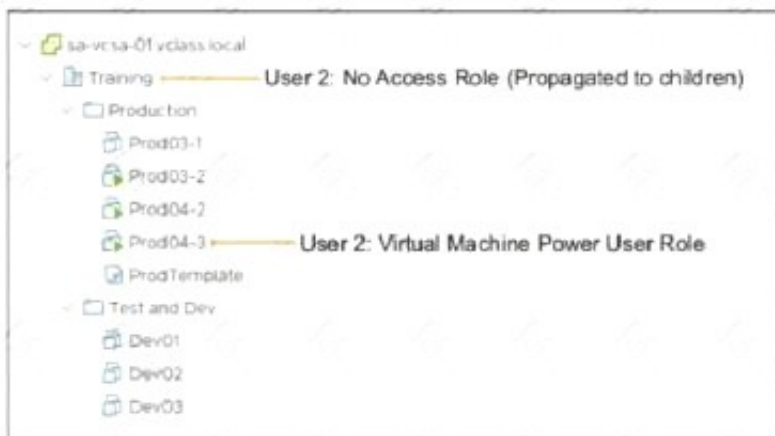 sa-vcsa-01.vclass.local
Training User 2: No Access Role (Propagated to children)
Production
Prod03-1
Prod03-2
Prod04-2
Prod04-3 User 2: Virtual Machine Power User Role
ProdTemplate
Test and Dev
Dev01
Dev02
Dev03